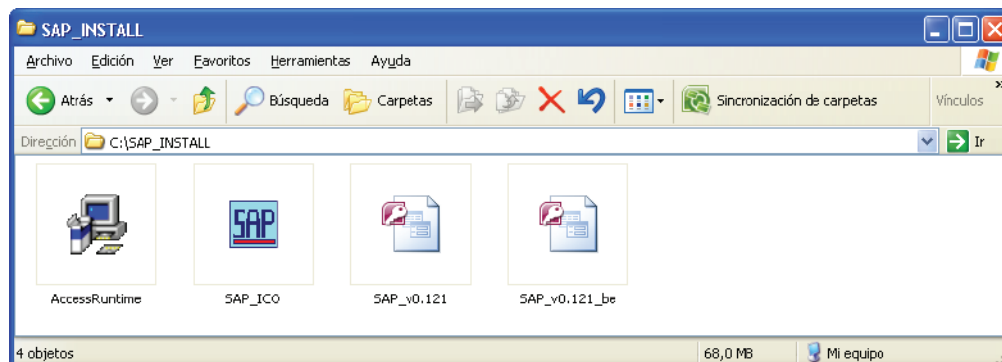 SAP_INSTALL
Archivo Edición Ver Favoritos Herramientas Ayuda
Atrás Búsqueda Carpetas Sincronización de carpetas Vínculos »
Dirección C:\SAP_INSTALL Ir
SAP
AccessRuntime SAP_ICO SAP_v0.121 SAP_v0.121_be
4 objetos 68,0 MB Mi equipo